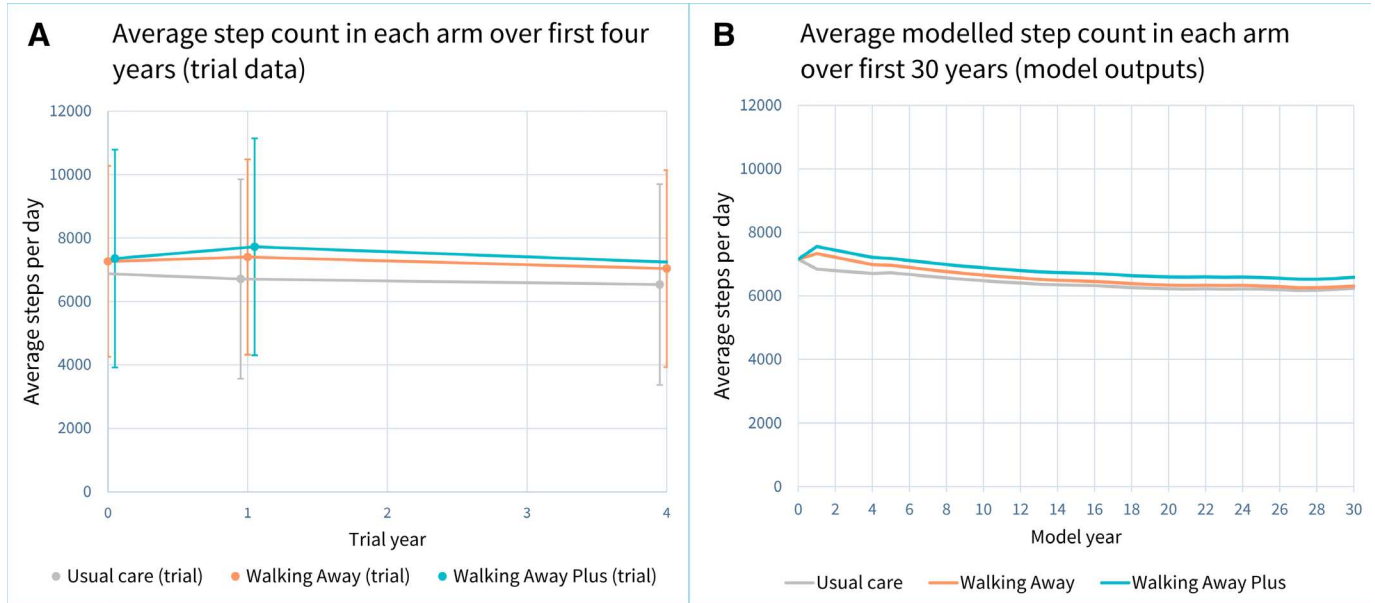 A
Average step count in each arm over first four
years (trial data)
12000
10000
8000
6000
4000
2000
0
Average steps per day
0 1 2 3 4
Trial year
Usual care (trial) Walking Away (trial) Walking Away Plus (trial)
B
Average modelled step count in each arm
over first 30 years (model outputs)
12000
10000
8000
6000
4000
2000
0
Average steps per day
0 2 4 6 8 10 12 14 16 18 20 22 24 26 28 30
Model year
Usual care Walking Away Walking Away Plus